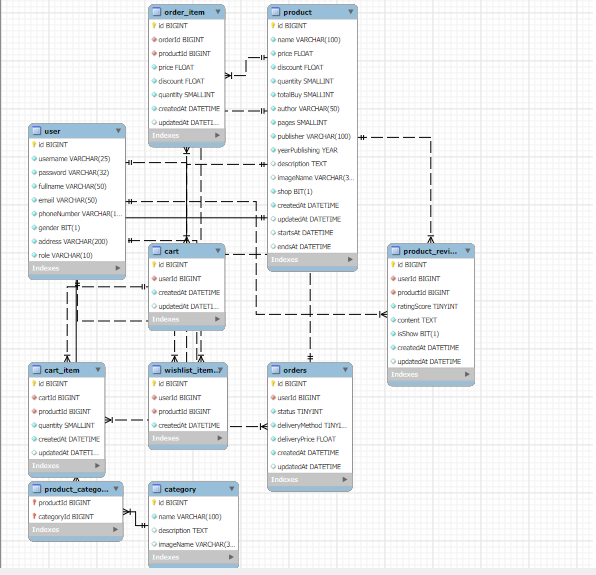 order_item
id BIGINT
orderId BIGINT
productId BIGINT
price FLOAT
discount FLOAT
quantity SMALLINT
createdAt DATETIME
updatedAt DATETI...
Indexes
product
id BIGINT
name VARCHAR(100)
price FLOAT
discount FLOAT
quantity SMALLINT
totalBuy SMALLINT
author VARCHAR(50)
pages SMALLINT
publisher VARCHAR(100)
yeerPublishing YEAR
description TEXT
imageName VARCHAR(3...
shop BIT(1)
createdAt DATETIME
updatedAt DATETIME
startsAt DATETIME
endsAt DATETIME
Indexes
user
id BIGINT
username VARCHAR(25)
password VARCHAR(32)
fullname VARCHAR(50)
email VARCHAR(50)
phoneNumber VARCHAR(1...
gender BIT(1)
address VARCHAR(200)
role VARCHAR(10)
Indexes
cart
id BIGINT
userId BIGINT
createdAt DATETIME
updatedAt DATETI...
Indexes
product_revi...
id BIGINT
userId BIGINT
productId BIGINT
ratingScore TINYINT
content TEXT
isShow BIT(1)
createdAt DATETIME
updatedAt DATETIME
Indexes
cart_item
id BIGINT
cartId BIGINT
productId BIGINT
quantity SMALLINT
createdAt DATETIME
updatedAt DATETI...
Indexes
wishlist_item...
id BIGINT
userId BIGINT
productId BIGINT
createdAt DATETIME
Indexes
orders
id BIGINT
userId BIGINT
status TINYINT
deliveryMethod TINYI...
deliveryPrice FLOAT
createdAt DATETIME
updatedAt DATETIME
Indexes
product_catego...
productId BIGINT
categoryId BIGINT
Indexes
category
id BIGINT
name VARCHAR(100)
description TEXT
imageName VARCHAR(3...
Indexes